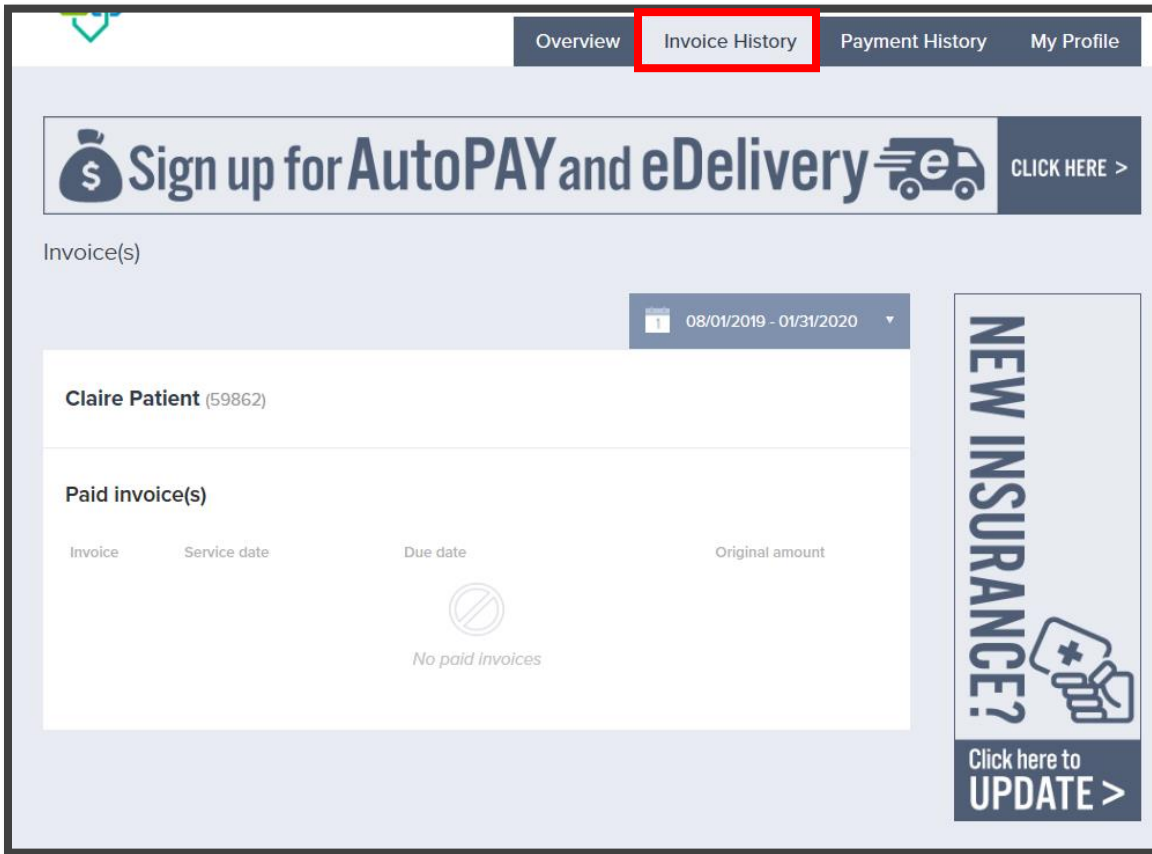 Overview Invoice History Payment History My Profile
$ Sign up for AutoPAY and eDelivery e CLICK HERE >
Invoice(s)
1 08/01/2019 - 01/31/2020
Claire Patient (59862)
Paid invoice(s)
Invoice Service date Due date Original amount
No paid invoices
NEW INSURANCE?
Click here to
UPDATE >